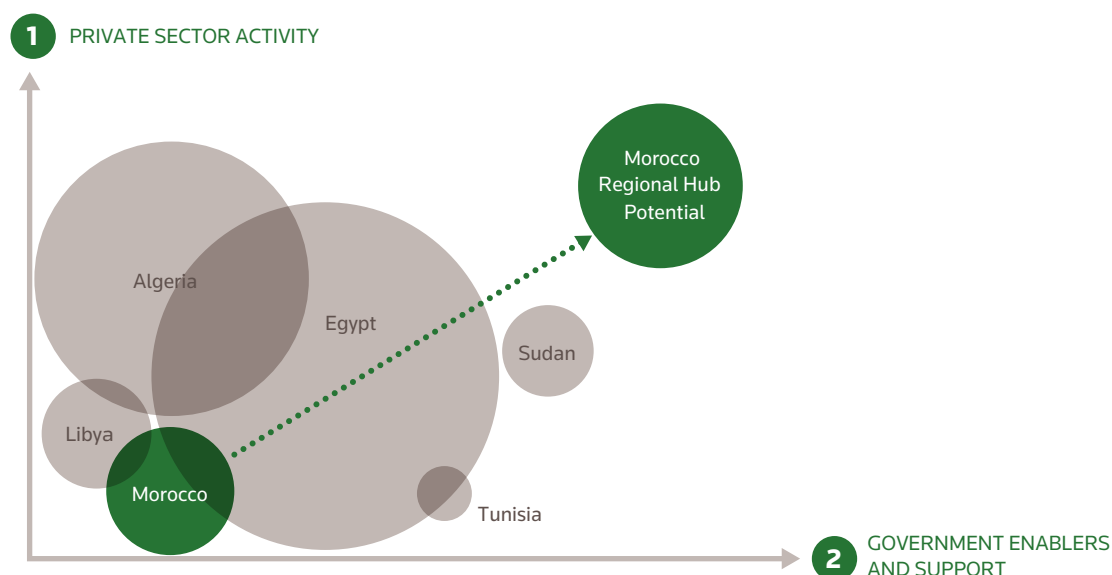 1 PRIVATE SECTOR ACTIVITY
Morocco
Regional Hub
Potential
Algeria
Egypt
Sudan
Libya
Morocco
Tunisia
2 GOVERNMENT ENABLERS
AND SUPPORT